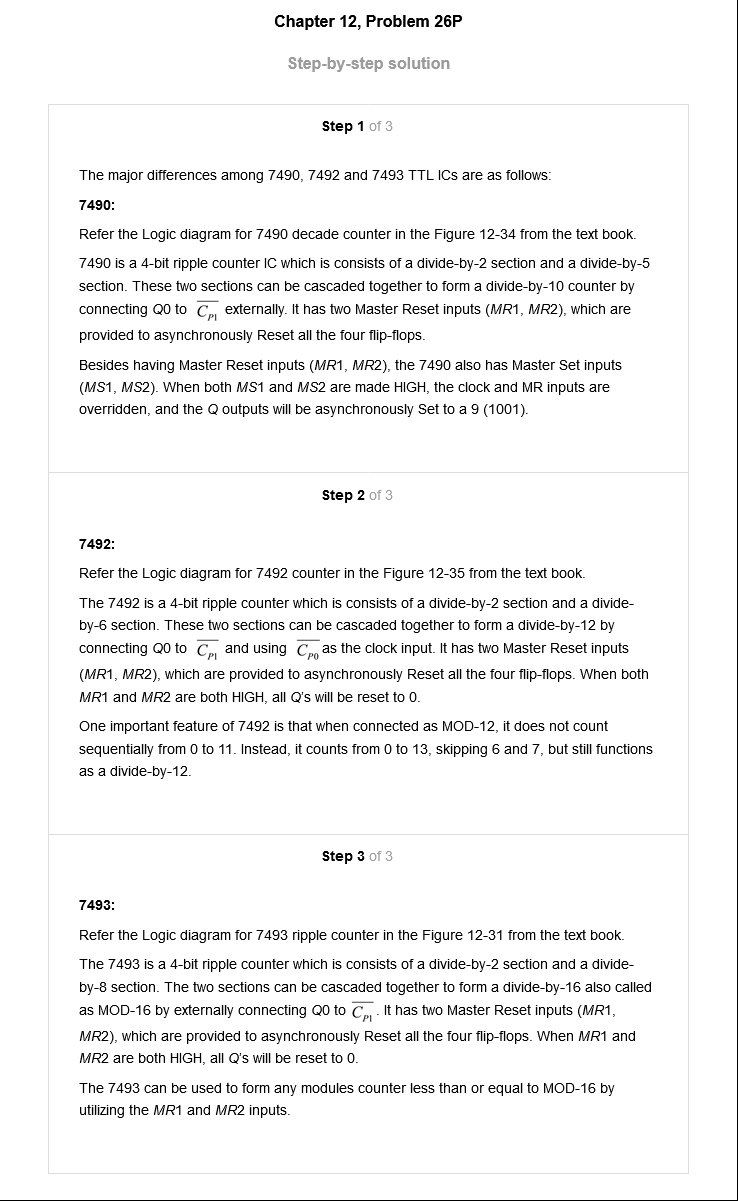 Chapter 12, Problem 26P
Step-by-step solution
Step 1 of 3
The major differences among 7490, 7492 and 7493 TTL ICs are as follows:
7490:
Refer the Logic diagram for 7490 decade counter in the Figure 12-34 from the text book.
7490 is a 4-bit ripple counter IC which is consists of a divide-by-2 section and a divide-by-5
section. These two sections can be cascaded together to form a divide-by-10 counter by
connecting Q0 to $\overline{C_{P1}}$ externally. It has two Master Reset inputs (MR1, MR2), which are
provided to asynchronously Reset all the four flip-flops.
Besides having Master Reset inputs (MR1, MR2), the 7490 also has Master Set inputs
(MS1, MS2). When both MS1 and MS2 are made HIGH, the clock and MR inputs are
overridden, and the Q outputs will be asynchronously Set to a 9 (1001).
Step 2 of 3
7492:
Refer the Logic diagram for 7492 counter in the Figure 12-35 from the text book.
The 7492 is a 4-bit ripple counter which is consists of a divide-by-2 section and a divide-
by-6 section. These two sections can be cascaded together to form a divide-by-12 by
connecting Q0 to $\overline{C_{P1}}$ and using $\overline{C_{P0}}$ as the clock input. It has two Master Reset inputs
(MR1, MR2), which are provided to asynchronously Reset all the four flip-flops. When both
MR1 and MR2 are both HIGH, all Q's will be reset to 0.
One important feature of 7492 is that when connected as MOD-12, it does not count
sequentially from 0 to 11. Instead, it counts from 0 to 13, skipping 6 and 7, but still functions
as a divide-by-12.
Step 3 of 3
7493:
Refer the Logic diagram for 7493 ripple counter in the Figure 12-31 from the text book.
The 7493 is a 4-bit ripple counter which is consists of a divide-by-2 section and a divide-
by-8 section. The two sections can be cascaded together to form a divide-by-16 also called
as MOD-16 by externally connecting Q0 to $\overline{C_{P1}}$. It has two Master Reset inputs (MR1,
MR2), which are provided to asynchronously Reset all the four flip-flops. When MR1 and
MR2 are both HIGH, all Q's will be reset to 0.
The 7493 can be used to form any modules counter less than or equal to MOD-16 by
utilizing the MR1 and MR2 inputs.